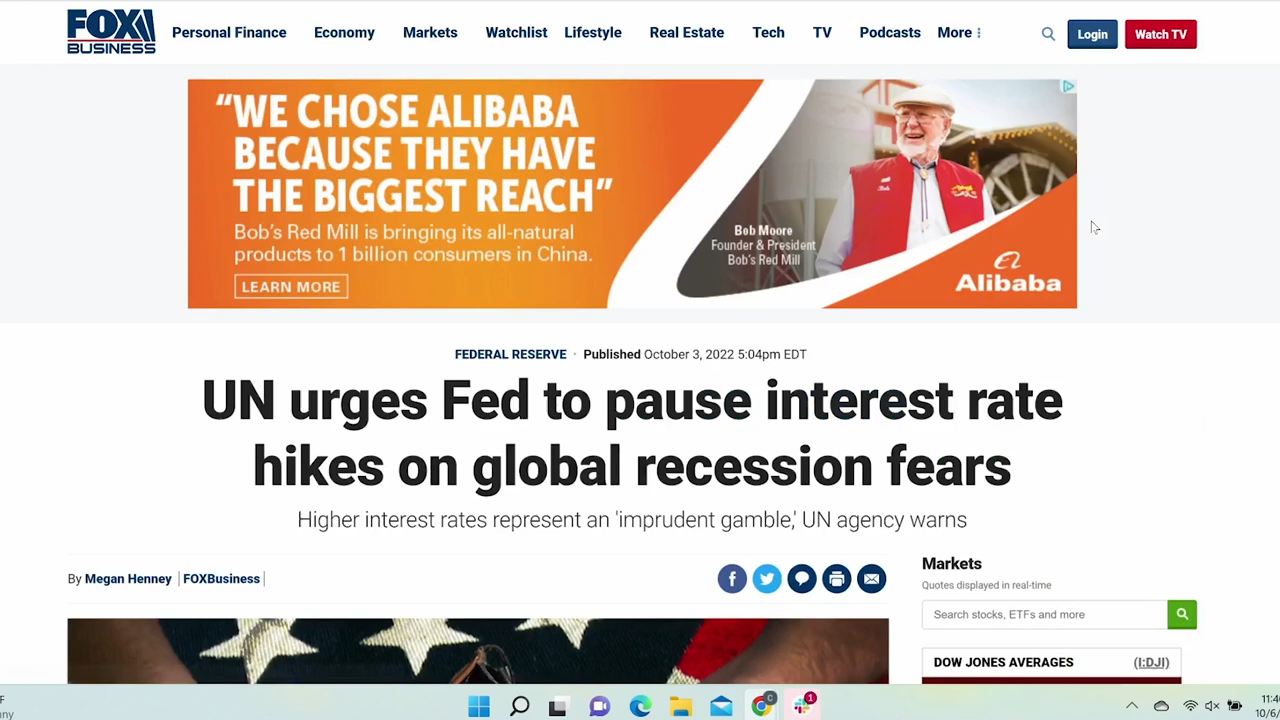 FOX
BUSINESS
Personal Finance Economy Markets Watchlist Lifestyle Real Estate Tech TV Podcasts More Login Watch TV
“WE CHOSE ALIBABA
BECAUSE THEY HAVE
THE BIGGEST REACH”
Bob's Red Mill is bringing its all-natural
products to 1 billion consumers in China.
LEARN MORE
Bob Moore
Founder & President
Bob's Red Mill
Alibaba
FEDERAL RESERVE · Published October 3, 2022 5:04pm EDT
UN urges Fed to pause interest rate
hikes on global recession fears
Higher interest rates represent an 'imprudent gamble,' UN agency warns
By Megan Henney | FOXBusiness |
Markets
Quotes displayed in real-time
Search stocks, ETFs and more
DOW JONES AVERAGES (I:DJI)